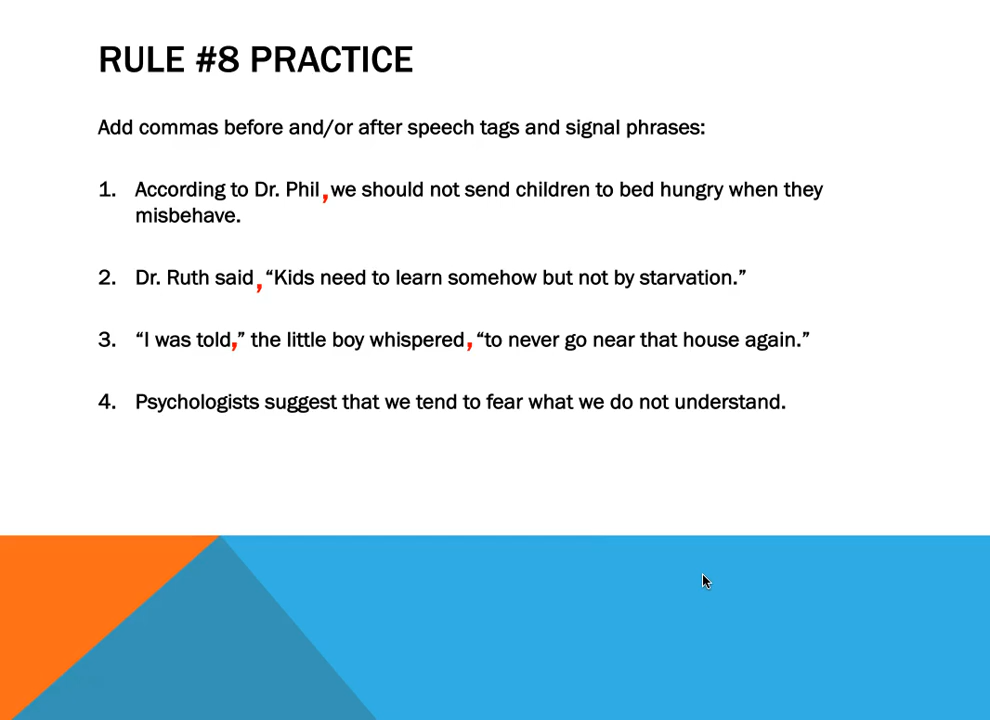 RULE #8 PRACTICE
Add commas before and/or after speech tags and signal phrases:
1. According to Dr. Phil, we should not send children to bed hungry when they
misbehave.
2. Dr. Ruth said, “Kids need to learn somehow but not by starvation.”
3. “I was told,” the little boy whispered, “to never go near that house again.”
4. Psychologists suggest that we tend to fear what we do not understand.